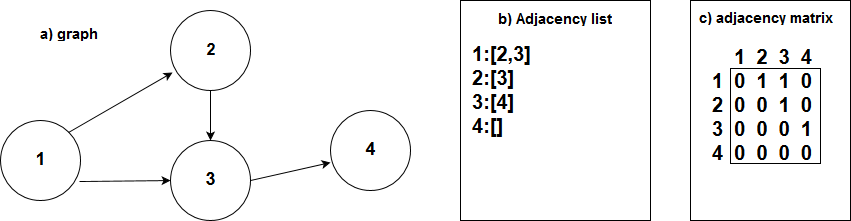 a) graph
2
1
3
4
b) Adjacency list
1:[2,3]
2:[3]
3:[4]
4:[]
c) adjacency matrix
1 2 3 4
1 0 1 1 0
2 0 0 1 0
3 0 0 0 1
4 0 0 0 0